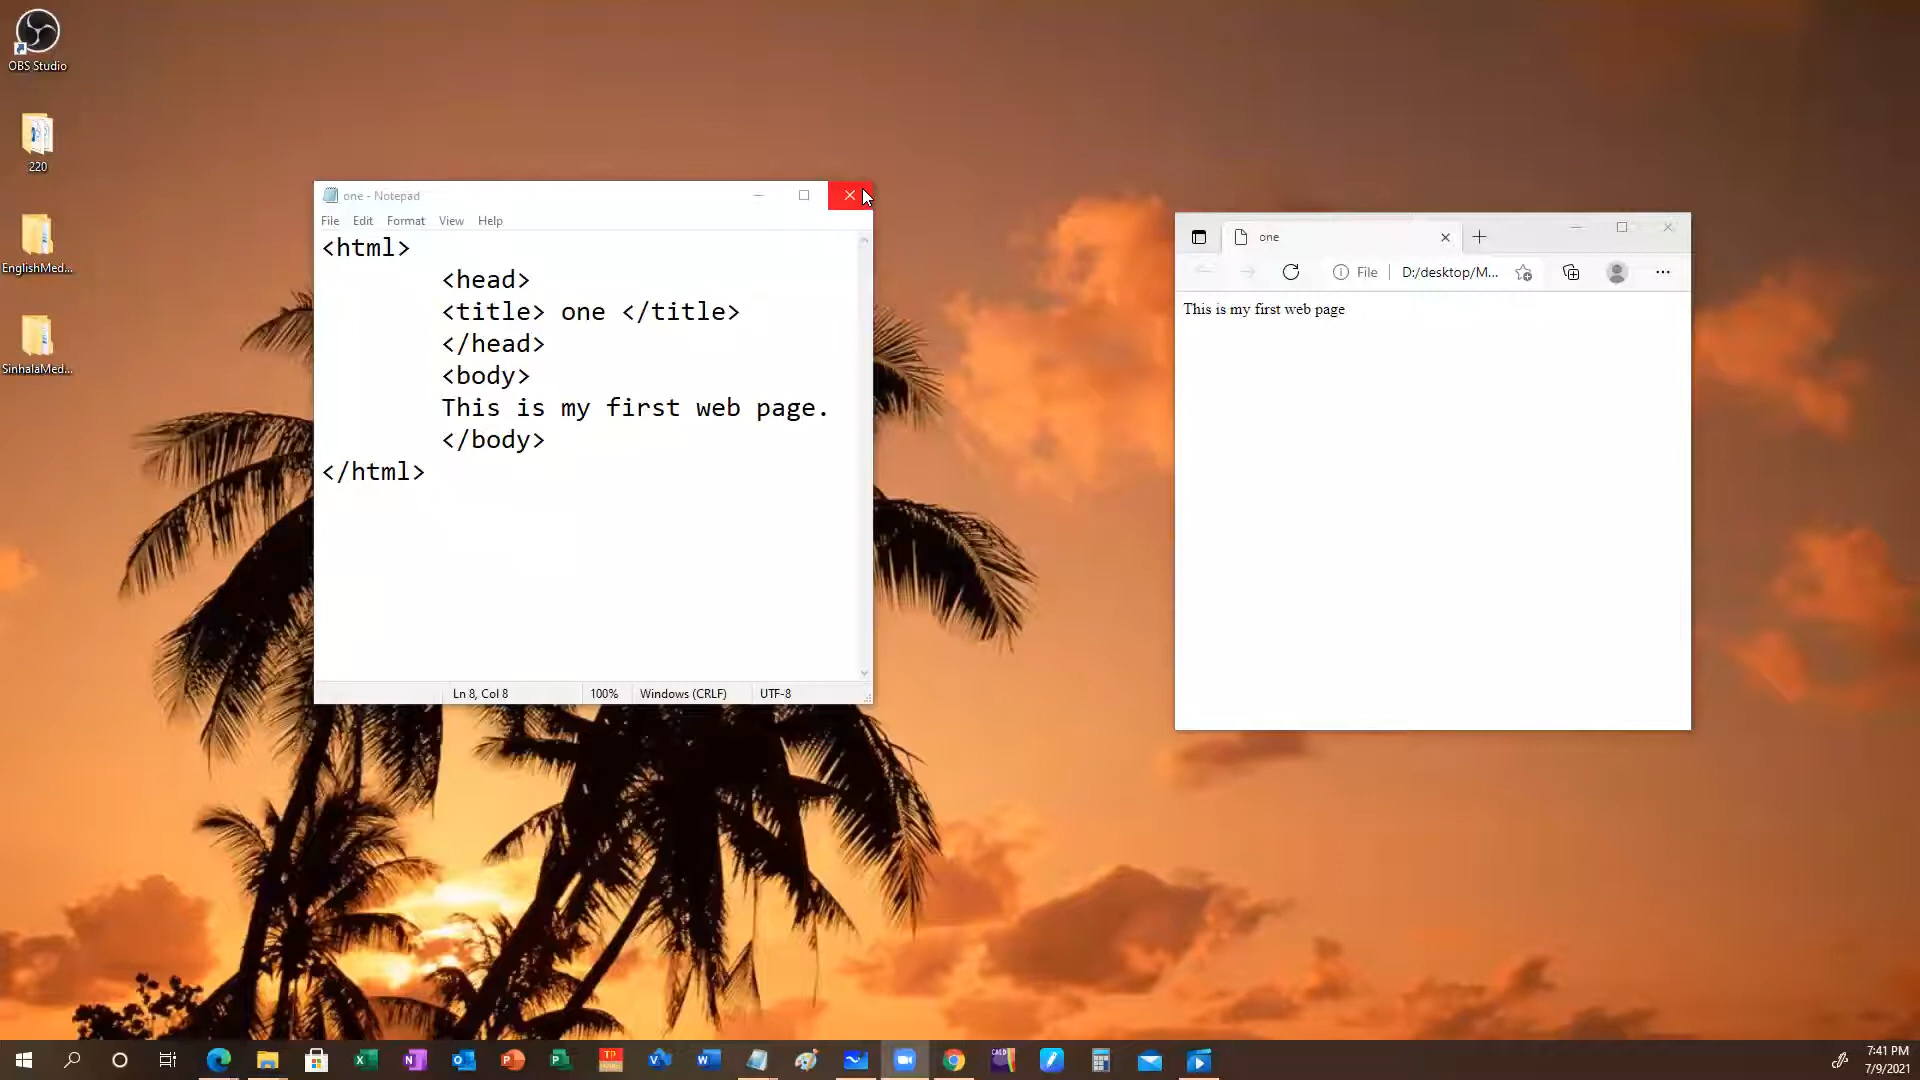 OBS Studio
220
EnglishMed...
SinhalaMed...
one - Notepad
File Edit Format View Help
<html>
<head>
<title> one </title>
</head>
<body>
This is my first web page.
</body>
</html>
Ln 8, Col 8 100% Windows (CRLF) UTF-8
one
File D:/desktop/M...
This is my first web page
7:41 PM
7/9/2021